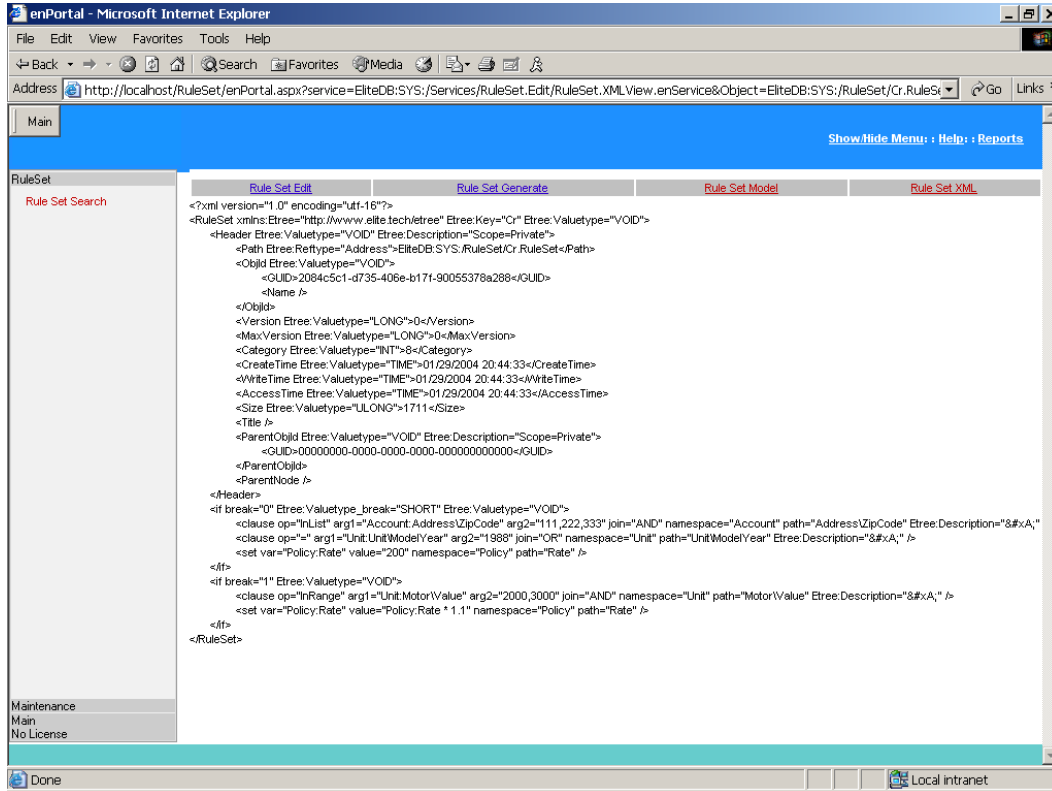 enPortal - Microsoft Internet Explorer
File Edit View Favorites Tools Help
Back Search Favorites Media
Address http://localhost/RuleSet/enPortal.aspx?service=EliteDB:SYS:/Services/RuleSet.Edit/RuleSet.XMLView.enService&Object=EliteDB:SYS:/RuleSet/Cr.RuleSe Go Links
Main
Show/Hide Menu: : Help: : Reports
RuleSet
Rule Set Search
Rule Set Edit Rule Set Generate Rule Set Model Rule Set XML
<?xml version="1.0" encoding="utf-16"?>
<RuleSet xmlns:Etree="http://www.elite.tech/etree" Etree:Key="Cr" Etree:Valuetype="VOID">
<Header Etree:Valuetype="VOID" Etree:Description="Scope=Private">
<Path Etree:Reftype="Address">EliteDB:SYS:/RuleSet/Cr.RuleSet</Path>
<ObjId Etree:Valuetype="VOID">
<GUID>2084c5c1-d735-406e-b17f-90055378a288</GUID>
<Name />
</ObjId>
<Version Etree:Valuetype="LONG">0</Version>
<MaxVersion Etree:Valuetype="LONG">0</MaxVersion>
<Category Etree:Valuetype="INT">8</Category>
<CreateTime Etree:Valuetype="TIME">01/29/2004 20:44:33</CreateTime>
<WriteTime Etree:Valuetype="TIME">01/29/2004 20:44:33</WriteTime>
<AccessTime Etree:Valuetype="TIME">01/29/2004 20:44:33</AccessTime>
<Size Etree:Valuetype="ULONG">1711</Size>
<Title />
<ParentObjId Etree:Valuetype="VOID" Etree:Description="Scope=Private">
<GUID>00000000-0000-0000-0000-000000000000</GUID>
</ParentObjId>
<ParentNode />
</Header>
<if break="0" Etree:Valuetype_break="SHORT" Etree:Valuetype="VOID">
<clause op="InList" arg1="Account:Address\ZipCode" arg2="111,222,333" join="AND" namespace="Account" path="Address\ZipCode" Etree:Description="&#xA;"
<clause op="=" arg1="Unit:Unit\ModelYear" arg2="1988" join="OR" namespace="Unit" path="Unit\ModelYear" Etree:Description="&#xA;" />
<set var="Policy:Rate" value="200" namespace="Policy" path="Rate" />
</if>
<if break="1" Etree:Valuetype="VOID">
<clause op="InRange" arg1="Unit:Motor\Value" arg2="2000,3000" join="AND" namespace="Unit" path="Motor\Value" Etree:Description="&#xA;" />
<set var="Policy:Rate" value="Policy:Rate * 1.1" namespace="Policy" path="Rate" />
</if>
</RuleSet>
Maintenance
Main
No License
Done Local intranet